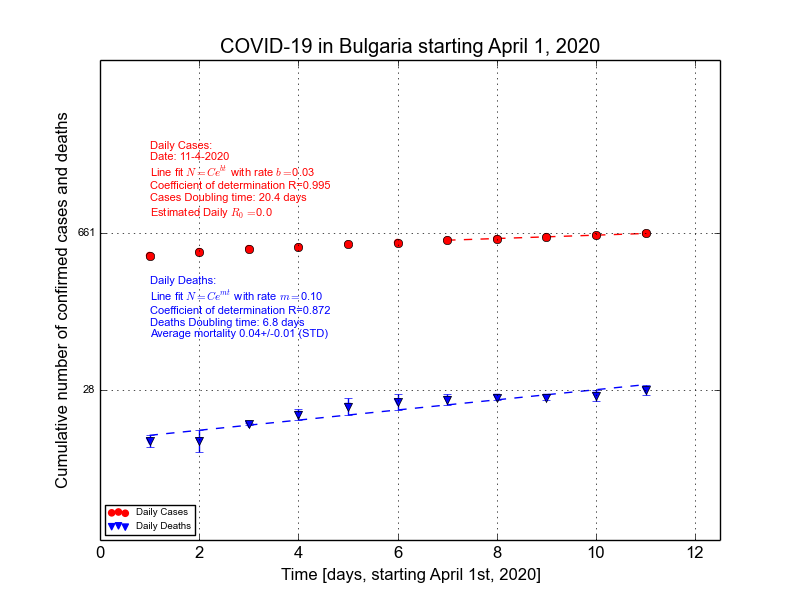 COVID-19 in Bulgaria starting April 1, 2020
Cumulative number of confirmed cases and deaths
Daily Cases:
Date: 11-4-2020
Line fit N = Ce^{bt} with rate b =0.03
Coefficient of determination R=0.995
Cases Doubling time: 20.4 days
Estimated Daily R_0 =0.0
661
Daily Deaths:
Line fit N = Ce^{mt} with rate m =0.10
Coefficient of determination R=0.872
Deaths Doubling time: 6.8 days
Average mortality 0.04+/-0.01 (STD)
28
Daily Cases
Daily Deaths
0 2 4 6 8 10 12
Time [days, starting April 1st, 2020]